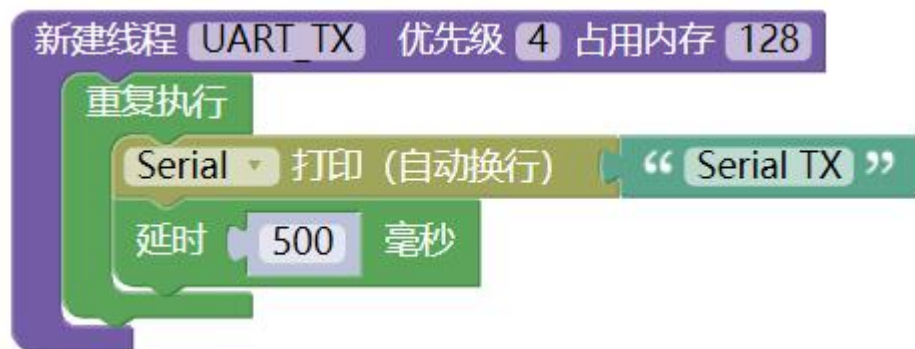 新建线程 UART_TX 优先级 4 占用内存 128
重复执行
Serial 打印（自动换行） “ Serial TX ”
延时 500 毫秒